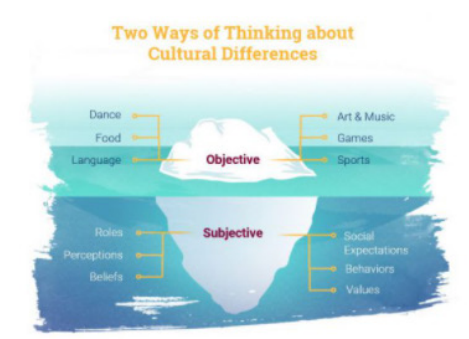 Two Ways of Thinking about
Cultural Differences
Dance
Food
Language
Objective
Art & Music
Games
Sports
Roles
Perceptions
Beliefs
Subjective
Social
Expectations
Behaviors
Values